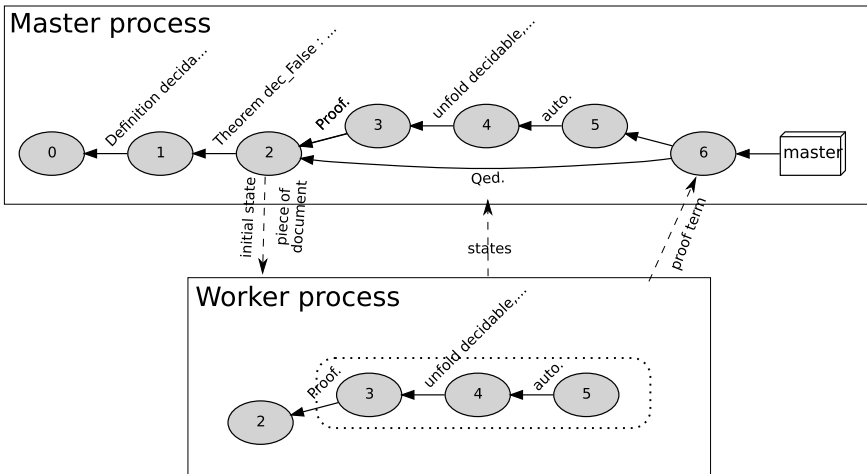 Master process
Definition decida...
Theorem dec_False : ...
Proof.
unfold decidable,...
auto.
0
1
2
3
4
5
6
master
Qed.
initial state
piece of
document
states
proof term
Worker process
Proof.
unfold decidable,...
auto.
2
3
4
5